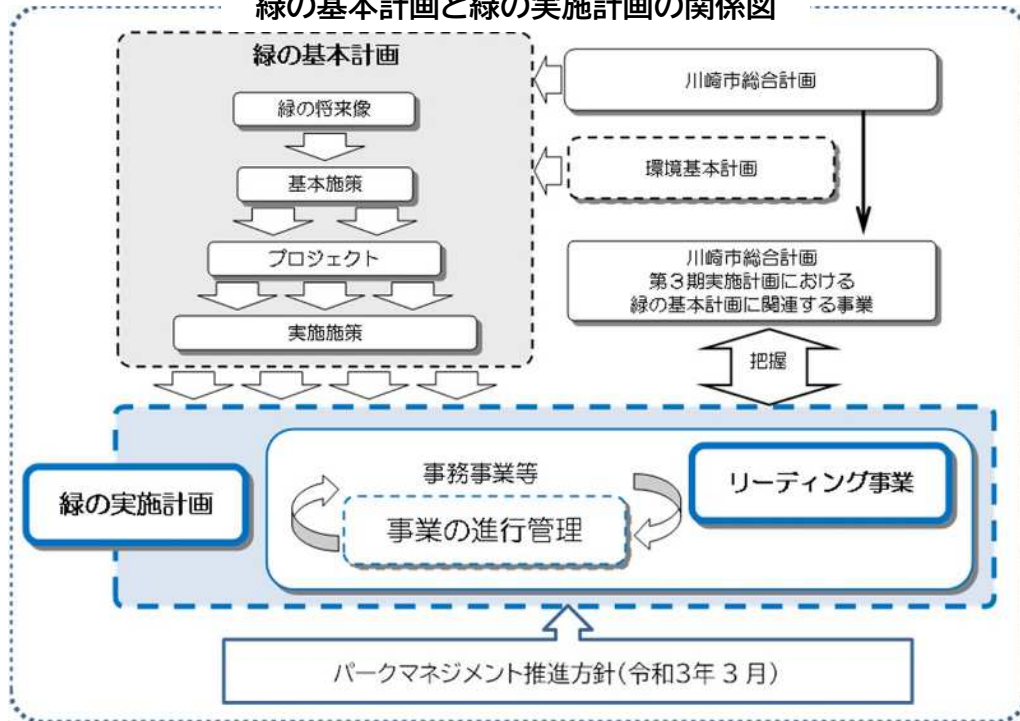 緑の基本計画と緑の実施計画の関係図
緑の基本計画
緑の将来像
基本施策
プロジェクト
実施施策
川崎市総合計画
環境基本計画
川崎市総合計画
第3期実施計画における
緑の基本計画に関連する事業
把握
緑の実施計画
事務事業等
事業の進行管理
リーディング事業
パークマネジメント推進方針(令和3年3月)